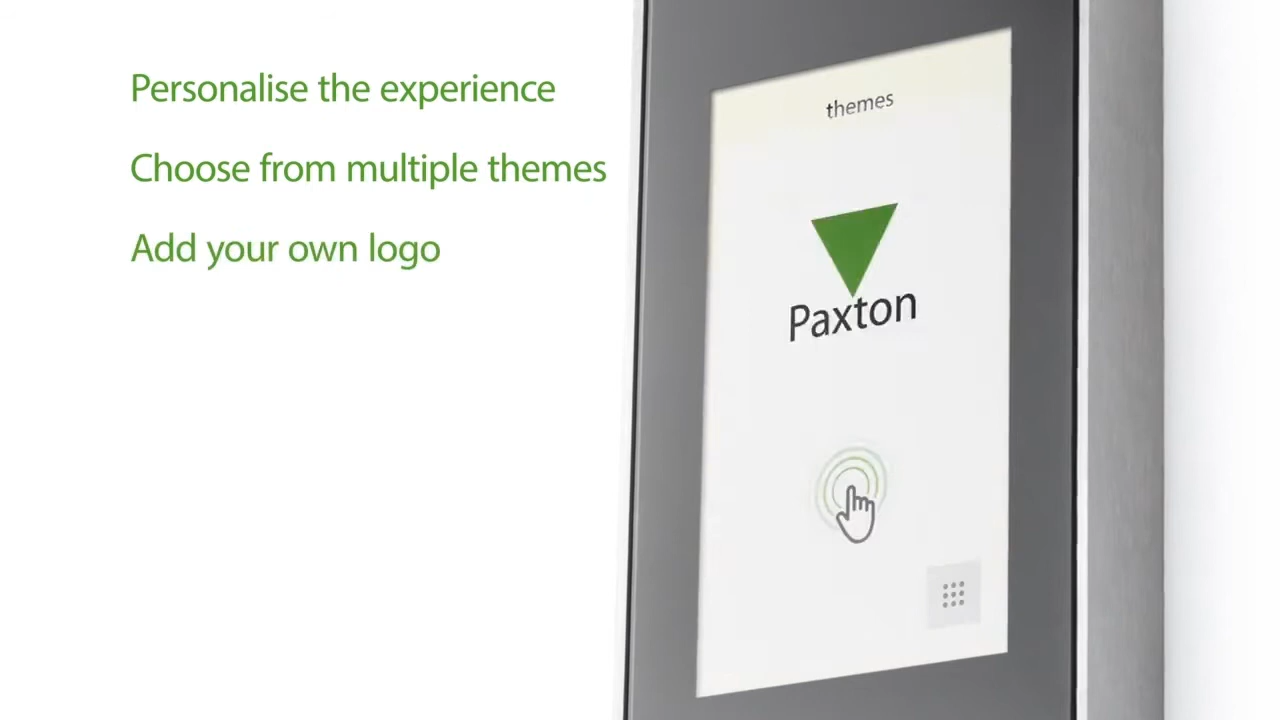 Personalise the experience
Choose from multiple themes
Add your own logo
themes
Paxton